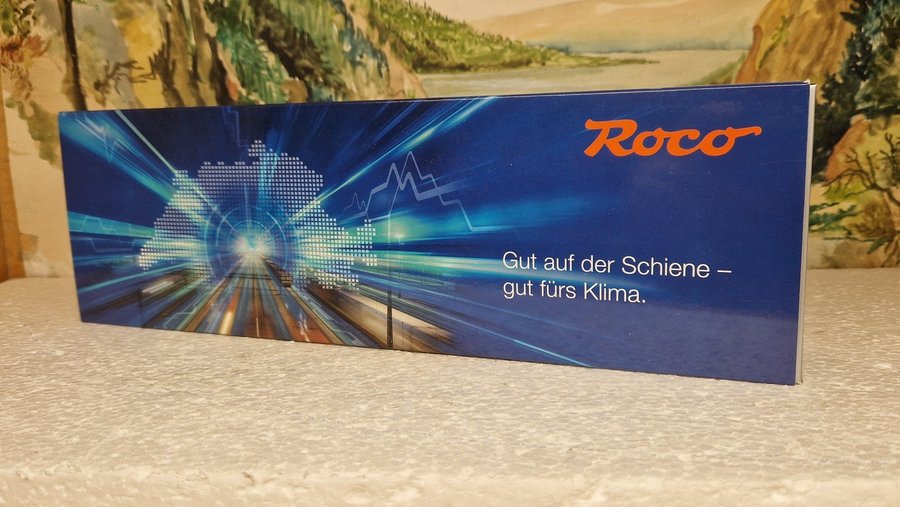 Roco
Gut auf der Schiene –
gut fürs Klima.